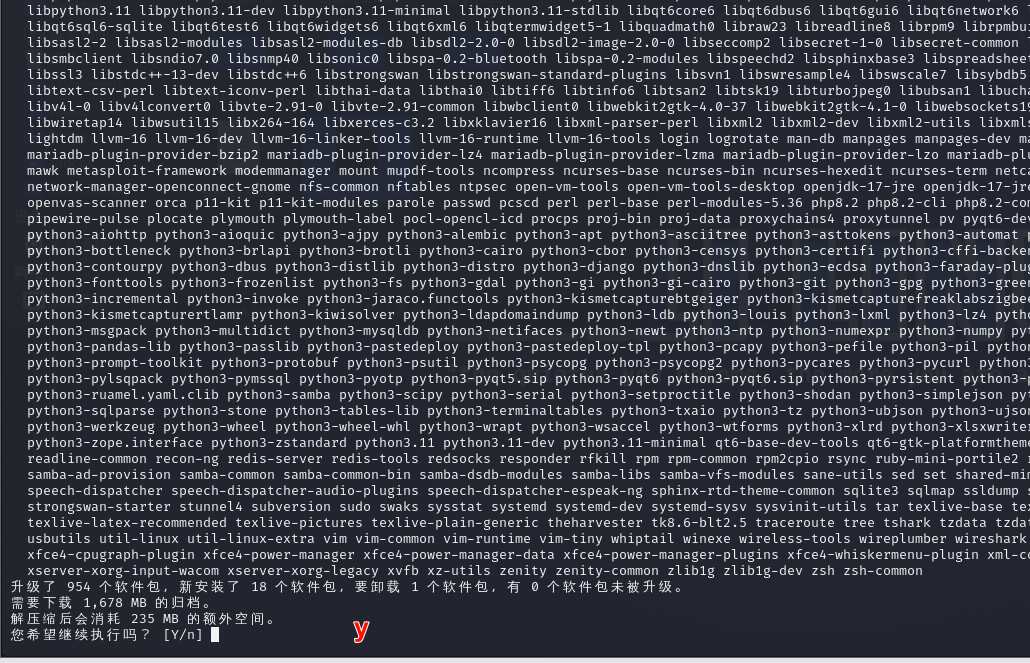 libpython3.11 libpython3.11-dev libpython3.11-minimal libpython3.11-stdlib libqt6core6 libqt6dbus6 libqt6gui6 libqt6network6
libqt6sql6-sqlite libqt6test6 libqt6widgets6 libqt6xml6 libqtermwidget5-1 libquadmath0 libraw23 libreadline8 librpm9 librpmbu
libsasl2-2 libsasl2-modules libsasl2-modules-db libsdl2-2.0-0 libsdl2-image-2.0-0 libseccomp2 libsecret-1-0 libsecret-common
libsmbclient libsndio7.0 libsnmp40 libsonic0 libspa-0.2-bluetooth libspa-0.2-modules libspeechd2 libsphinxbase3 libspreadshee
libssl3 libstdc++-13-dev libstdc++6 libstrongswan libstrongswan-standard-plugins libsvn1 libswresample4 libswscale7 libsybdb5
libtext-csv-perl libtext-iconv-perl libthai-data libthai0 libtiff6 libtinfo6 libtsan2 libtsk19 libturbojpeg0 libubsan1 libucha
libv4l-0 libv4lconvert0 libvte-2.91-0 libvte-2.91-common libwbclient0 libwebkit2gtk-4.0-37 libwebkit2gtk-4.1-0 libwebsockets1
libwiretap14 libwsutil15 libx264-164 libxerces-c3.2 libxklavier16 libxml-parser-perl libxml2 libxml2-dev libxml2-utils libxmls
lightdm llvm-16 llvm-16-dev llvm-16-linker-tools llvm-16-runtime llvm-16-tools login logrotate man-db manpages manpages-dev m
mariadb-plugin-provider-bzip2 mariadb-plugin-provider-lz4 mariadb-plugin-provider-lzma mariadb-plugin-provider-lzo mariadb-pl
mawk metasploit-framework modemmanager mount mupdf-tools ncompress ncurses-base ncurses-bin ncurses-hexedit ncurses-term netc
network-manager-openconnect-gnome nfs-common nftables ntpsec open-vm-tools open-vm-tools-desktop openjdk-17-jre openjdk-17-jr
openvas-scanner orca p11-kit p11-kit-modules parole passwd pcscd perl perl-base perl-modules-5.36 php8.2 php8.2-cli php8.2-co
pipewire-pulse plocate plymouth plymouth-label pocl-opencl-icd procps proj-bin proj-data proxychains4 proxytunnel pv pyqt6-de
python3-aiohttp python3-aioquic python3-ajpy python3-alembic python3-apt python3-asciitree python3-asttokens python3-automat
python3-bottleneck python3-brlapi python3-brotli python3-cairo python3-cbor python3-censys python3-certifi python3-cffi-backe
python3-contourpy python3-dbus python3-distlib python3-distro python3-django python3-dnslib python3-ecdsa python3-faraday-plu
python3-fonttools python3-frozenlist python3-fs python3-gdal python3-gi python3-gi-cairo python3-git python3-gpg python3-gree
python3-incremental python3-invoke python3-jaraco.functools python3-kismetcapturebtgeiger python3-kismetcapturefreaklabszigbe
python3-kismetcapturertlamr python3-kiwisolver python3-ldapdomaindump python3-ldb python3-louis python3-lxml python3-lz4
python3-msgpack python3-multidict python3-mysqldb python3-netifaces python3-newt python3-ntp python3-numexpr python3-numpy
python3-pandas-lib python3-passlib python3-pastedeploy python3-pastedeploy-tpl python3-pcapy python3-pefile python3-pil python
python3-prompt-toolkit python3-protobuf python3-psutil python3-psycopg python3-psycopg2 python3-pycares python3-pycurl python
python3-pylsqpack python3-pymssql python3-pyotp python3-pyqt5.sip python3-pyqt6 python3-pyqt6.sip python3-pyrsistent python3-
python3-ruamel.yaml.clib python3-samba python3-scipy python3-serial python3-setproctitle python3-shodan python3-simplejson
python3-sqlparse python3-stone python3-tables-lib python3-terminaltables python3-txaio python3-tz python3-ubjson python3-ujso
python3-werkzeug python3-wheel python3-wheel-whl python3-wrapt python3-wsaccel python3-wtforms python3-xlrd python3-xlsxwriter
python3-zope.interface python3-zstandard python3.11 python3.11-dev python3.11-minimal qt6-base-dev-tools qt6-gtk-platformtheme
readline-common recon-ng redis-server redis-tools redsocks responder rfkill rpm rpm-common rpm2cpio rsync ruby-mini-portile2
samba-ad-provision samba-common samba-common-bin samba-dsdb-modules samba-libs samba-vfs-modules sane-utils sed set shared-mi
speech-dispatcher speech-dispatcher-audio-plugins speech-dispatcher-espeak-ng sphinx-rtd-theme-common sqlite3 sqlmap ssldump
strongswan-starter stunnel4 subversion sudo swaks sysstat systemd systemd-dev systemd-sysv sysvinit-utils tar texlive-base tex
texlive-latex-recommended texlive-pictures texlive-plain-generic theharvester tk8.6-blt2.5 traceroute tree tshark tzdata tzda
usbutils util-linux util-linux-extra vim vim-common vim-runtime vim-tiny whiptail winexe wireless-tools wireplumber wireshark
xfce4-cpugraph-plugin xfce4-power-manager xfce4-power-manager-data xfce4-power-manager-plugins xfce4-whiskermenu-plugin xml-c
xserver-xorg-input-wacom xserver-xorg-legacy xvfb xz-utils zenity zenity-common zlib1g zlib1g-dev zsh zsh-common
升级了 954 个软件包，新安装了 18 个软件包，要卸载 1 个软件包，有 0 个软件包未被升级。
需要下载 1,678 MB 的归档。
解压缩后会消耗 235 MB 的额外空间。
您希望继续执行吗？ [Y/n]
y